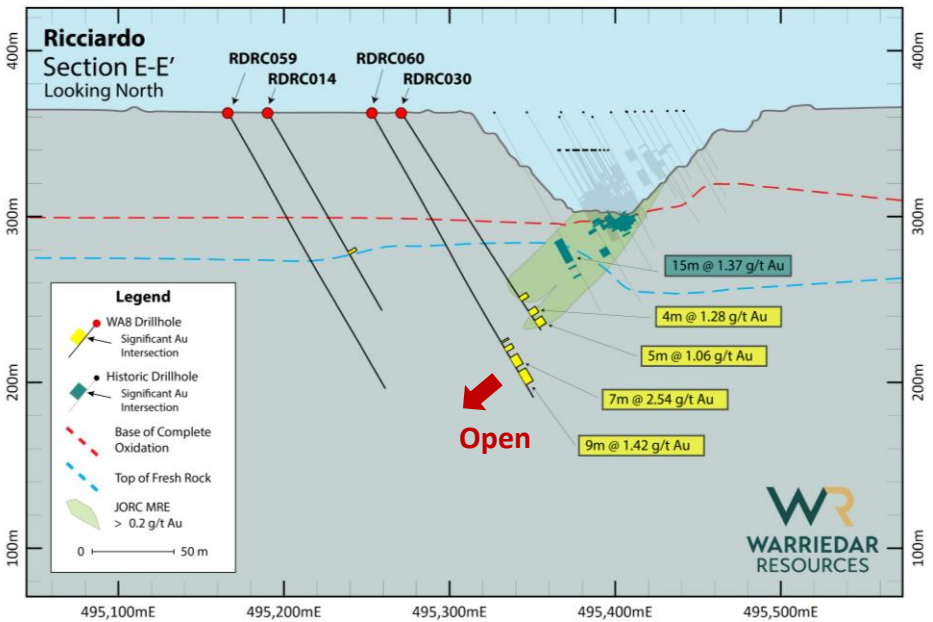 Ricciardo
Section E-E’
Looking North
RDRC059
RDRC014
RDRC060
RDRC030
400m
300m
200m
100m
400m
300m
200m
100m
15m @ 1.37 g/t Au
4m @ 1.28 g/t Au
5m @ 1.06 g/t Au
7m @ 2.54 g/t Au
9m @ 1.42 g/t Au
Open
Legend
WA8 Drillhole
Significant Au
Intersection
Historic Drillhole
Significant Au
Intersection
Base of Complete
Oxidation
Top of Fresh Rock
JORC MRE
> 0.2 g/t Au
0 50 m
WR
WARRIEDAR
RESOURCES
495,100mE
495,200mE
495,300mE
495,400mE
495,500mE